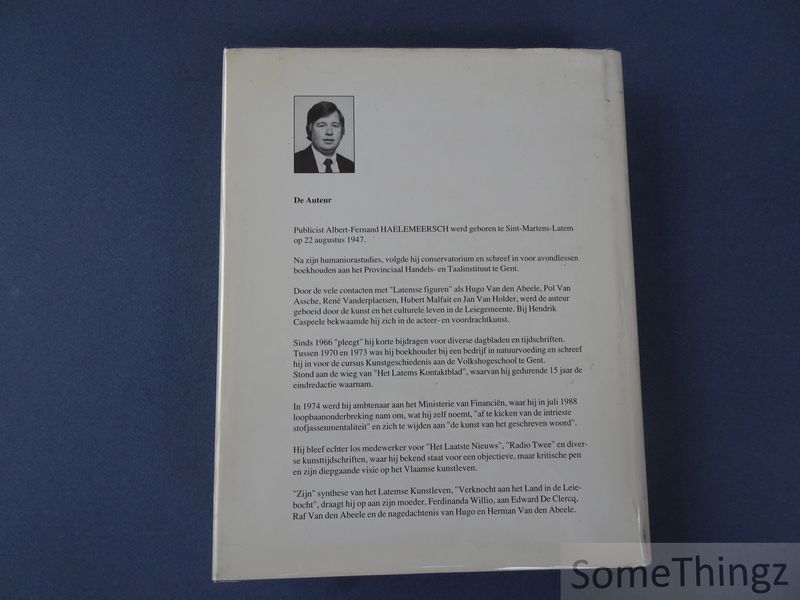 De Auteur
Publicist Albert-Fernand HAELEMEERSCH werd geboren te Sint-Martens-Latem
op 22 augustus 1947.
Na zijn humaniorastudies, volgde hij conservatorium en schreef in voor avondlessen
boekhouden aan het Provinciaal Handels- en Taalinstituut te Gent.
Door de vele contacten met "Latemse figuren" als Hugo Van den Abeele, Pol Van
Assche, René Vanderplaetsen, Hubert Malfait en Jan Van Holder, werd de auteur
geboeid door de kunst en het culturele leven in de Leiegemeente. Bij Hendrik
Caspeele bekwaamde hij zich in de acteer- en voordrachtkunst.
Sinds 1966 "pleegt" hij korte bijdragen voor diverse dagbladen en tijdschriften.
Tussen 1970 en 1973 was hij boekhouder bij een bedrijf in natuurvoeding en schreef
hij in voor de cursus Kunstgeschiedenis aan de Volkshogeschool te Gent.
Stond aan de wieg van "Het Latems Kontaktblad", waarvan hij gedurende 15 jaar de
eindredactie waarnam.
In 1974 werd hij ambtenaar aan het Ministerie van Financiën, waar hij in juli 1988
loopbaanonderbreking nam om, wat hij zelf noemt, "af te kicken van de intrieste
stofjassenmentaliteit" en zich te wijden aan "de kunst van het geschreven woord".
Hij bleef echter los medewerker voor "Het Laatste Nieuws", "Radio Twee" en diver-
se kunsttijdschriften, waar hij bekend staat voor een objectieve, maar kritische pen
en zijn diepgaande visie op het Vlaamse kunstleven.
"Zijn" synthese van het Latemse Kunstleven, "Verknocht aan het Land in de Leie-
bocht", draagt hij op aan zijn moeder, Ferdinanda Willio, aan Edward De Clercq,
Raf Van den Abeele en de nagedachtenis van Hugo en Herman Van den Abeele.
SomeThingz